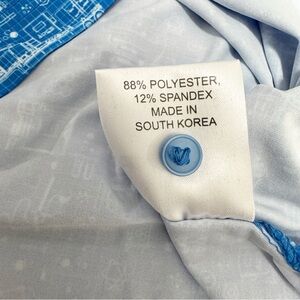 88% POLYESTER,
12% SPANDEX
MADE IN
SOUTH KOREA